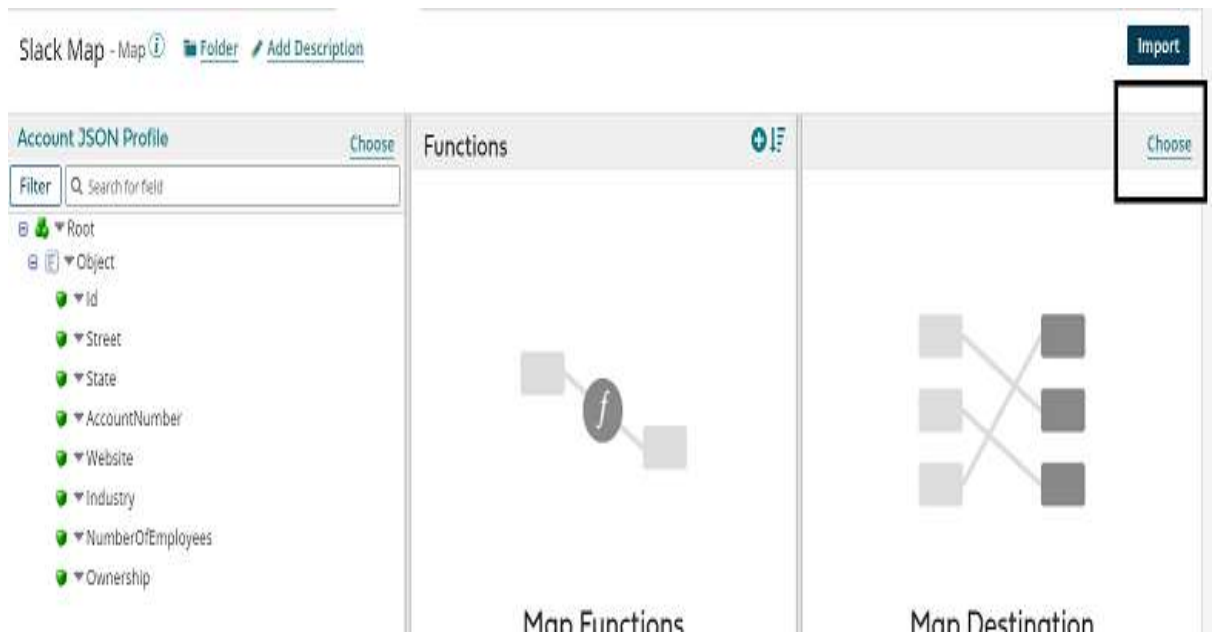 Slack Map - Map i Folder Add Description
Import
Account JSON Profile Choose
Filter Search for field
Root
Object
Id
Street
State
AccountNumber
Website
Industry
NumberOfEmployees
Ownership
Functions
f
Map Functions
Choose
Map Destination